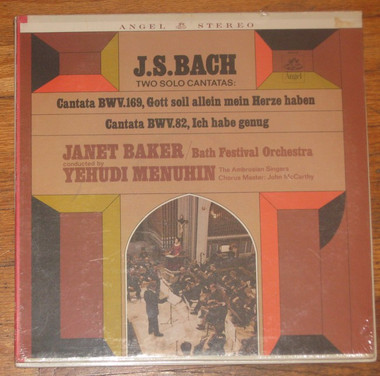 ANGEL STEREO
J.S.BACH
TWO SOLO CANTATAS:
Angel
Cantata BWV.169, Gott soll allein mein Herze haben
Cantata BWV.82, Ich habe genug
JANET BAKER Bath Festival Orchestra
conducted by
YEHUDI MENUHIN The Ambrosian Singers
Chorus Master: John McCarthy